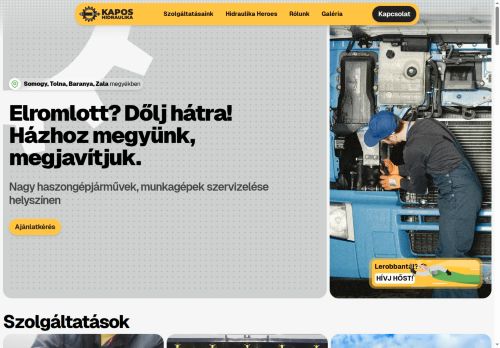 KAPOS
HIDRAULIKA
Szolgáltatásaink
Hidraulika Heroes
Rólunk
Galéria
Kapcsolat
Somogy, Tolna, Baranya, Zala megyékben
Elromlott? Dőlj hátra!
Házhoz megyünk,
megjavítjuk.
Nagy haszongépjárművek, munkagépek szervizelése
helyszínen
Ajánlatkérés
Lerobbantál?
HÍVJ HŐST!
Szolgáltatások